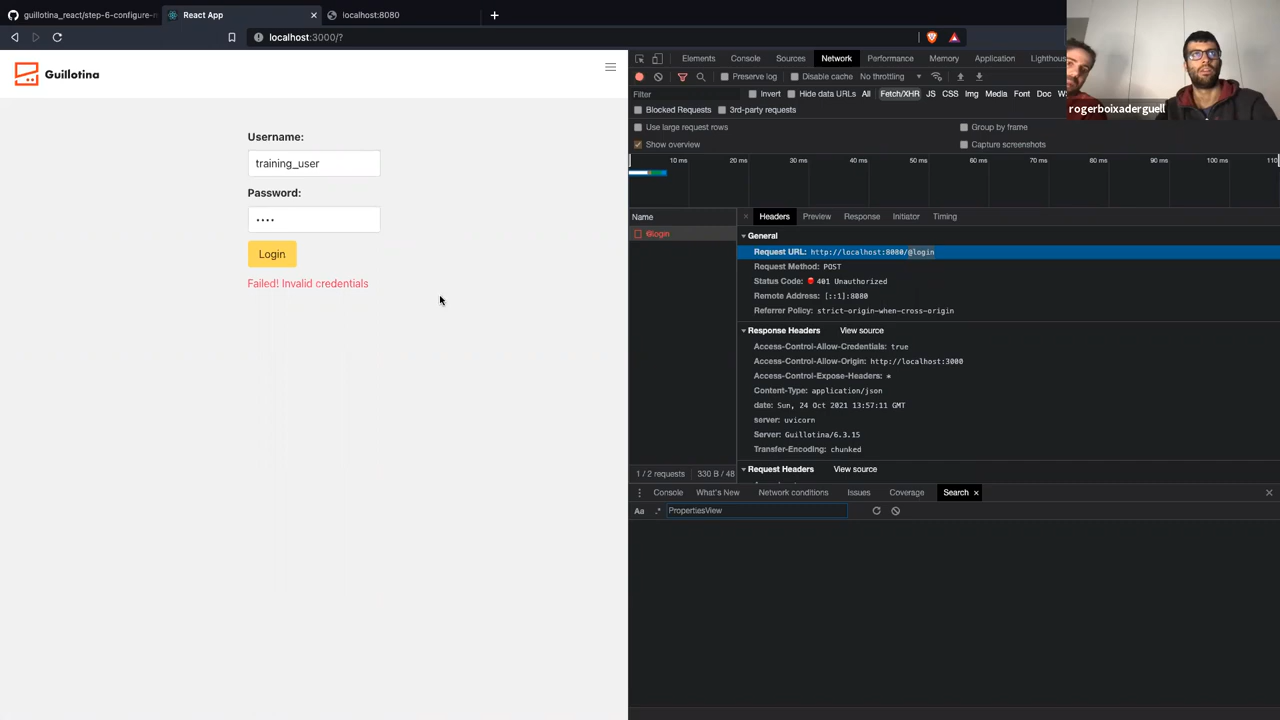 guillotina_react/step-6-configure-r
React App
localhost:8080
localhost:3000/?
Guillotina
Username:
training_user
Password:
Login
Failed! Invalid credentials
Elements Console Sources Network Performance Memory Application Lighthous
Preserve log Disable cache No throttling
Filter Invert Hide data URLs All Fetch/XHR JS CSS Img Media Font Doc W
Blocked Requests 3rd-party requests
Use large request rows Group by frame
Show overview Capture screenshots
10 ms 20 ms 30 ms 40 ms 50 ms 60 ms 70 ms 80 ms 90 ms 100 ms 110
Name
@login
1 / 2 requests 330 B / 48
Headers Preview Response Initiator Timing
General
Request URL: http://localhost:8080/@login
Request Method: POST
Status Code: 401 Unauthorized
Remote Address: [::1]:8080
Referrer Policy: strict-origin-when-cross-origin
Response Headers View source
Access-Control-Allow-Credentials: true
Access-Control-Allow-Origin: http://localhost:3000
Access-Control-Expose-Headers: *
Content-Type: application/json
date: Sun, 24 Oct 2021 13:57:11 GMT
server: uvicorn
Server: Guillotina/6.3.15
Transfer-Encoding: chunked
Request Headers View source
Console What's New Network conditions Issues Coverage Search
Aa .* PropertiesView
rogerboixaderguell